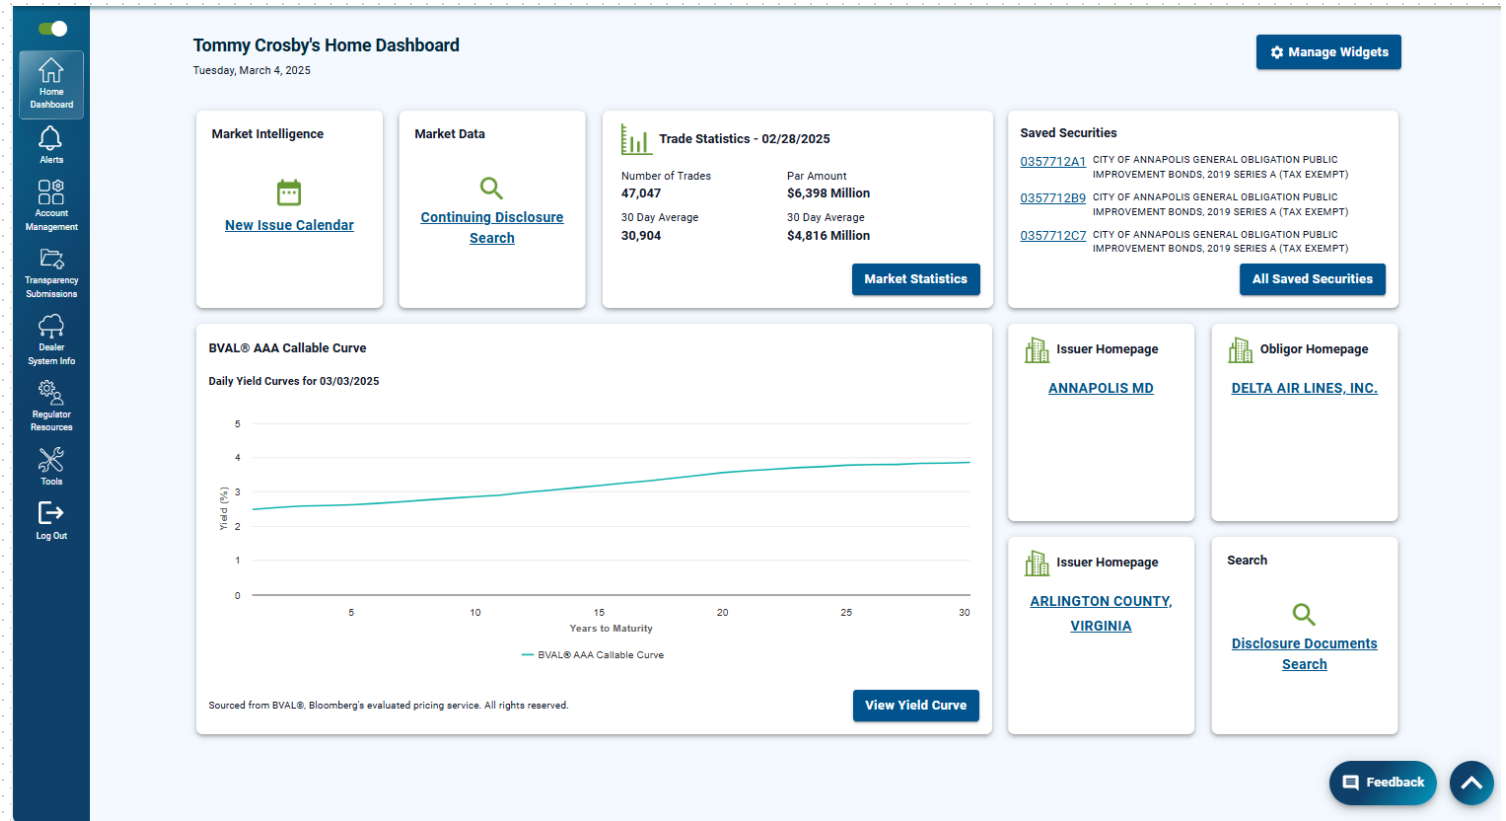 Home
Dashboard
Alerts
Account
Management
Transparency
Submissions
Dealer
System Info
Regulator
Resources
Tools
Log Out
Tommy Crosby's Home Dashboard
Tuesday, March 4, 2025
Manage Widgets
Market Intelligence
New Issue Calendar
Market Data
Continuing Disclosure
Search
Trade Statistics - 02/28/2025
Number of Trades
47,047
30 Day Average
30,904
Par Amount
$6,398 Million
30 Day Average
$4,816 Million
Market Statistics
Saved Securities
0357712A1 CITY OF ANNAPOLIS GENERAL OBLIGATION PUBLIC
IMPROVEMENT BONDS, 2019 SERIES A (TAX EXEMPT)
0357712B9 CITY OF ANNAPOLIS GENERAL OBLIGATION PUBLIC
IMPROVEMENT BONDS, 2019 SERIES A (TAX EXEMPT)
0357712C7 CITY OF ANNAPOLIS GENERAL OBLIGATION PUBLIC
IMPROVEMENT BONDS, 2019 SERIES A (TAX EXEMPT)
All Saved Securities
BVAL® AAA Callable Curve
Daily Yield Curves for 03/03/2025
Yield (%)
5
4
3
2
1
0
5 10 15 20 25 30
Years to Maturity
BVAL® AAA Callable Curve
Sourced from BVAL®, Bloomberg's evaluated pricing service. All rights reserved.
View Yield Curve
Issuer Homepage
ANNAPOLIS MD
Obligor Homepage
DELTA AIR LINES, INC.
Issuer Homepage
ARLINGTON COUNTY,
VIRGINIA
Search
Disclosure Documents
Search
Feedback